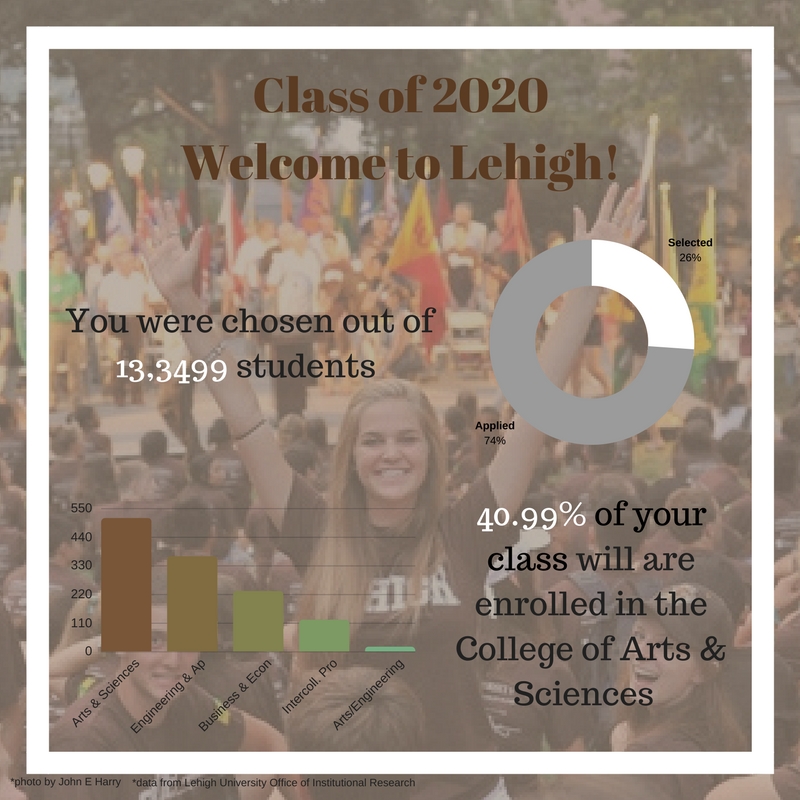 Class of 2020
Welcome to Lehigh!
Selected
26%
You were chosen out of
13,3499 students
Applied
74%
550
440
330
220
110
0
Arts & Sciences
Engineering & Ap
Business & Econ
Intercoll. Pro
Arts/Engineering
40.99% of your
class will are
enrolled in the
College of Arts &
Sciences
LEHIGH
*photo by John E Harry *data from Lehigh University Office of Institutional Research